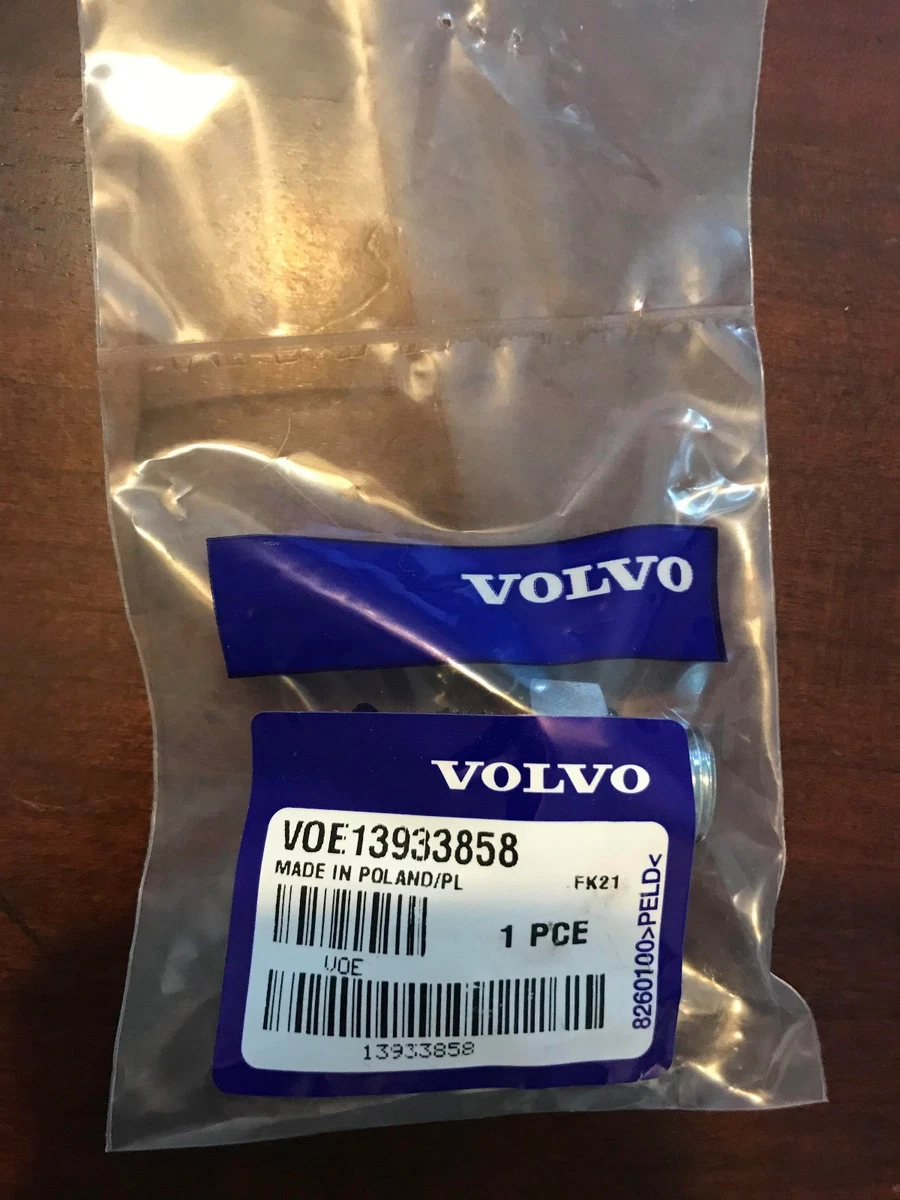 VOLVO
VOLVO
VOE13933858
MADE IN POLAND/PL
FK21
1 PCE
VOE
13933858
8260100>PELD<